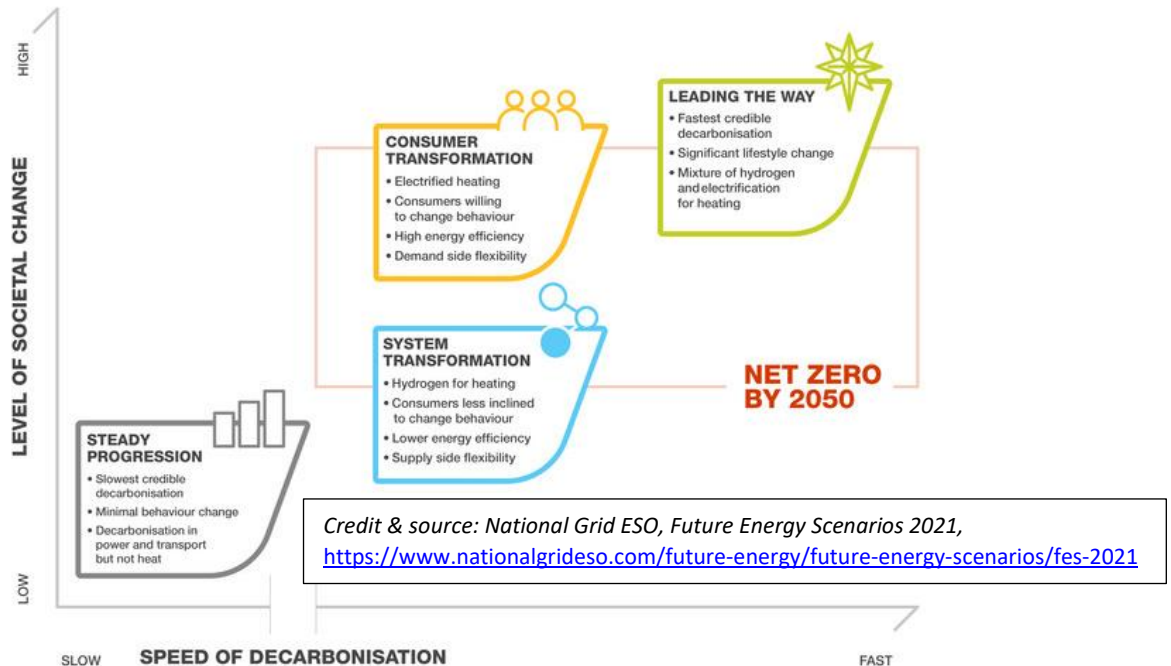 HIGH
LEVEL OF SOCIETAL CHANGE
LOW
CONSUMER
TRANSFORMATION
• Electrified heating
• Consumers willing
to change behaviour
• High energy efficiency
• Demand side flexibility
LEADING THE WAY
• Fastest credible
decarbonisation
• Significant lifestyle change
• Mixture of hydrogen
and electrification
for heating
SYSTEM
TRANSFORMATION
• Hydrogen for heating
• Consumers less inclined
to change behaviour
• Lower energy efficiency
• Supply side flexibility
NET ZERO
BY 2050
STEADY
PROGRESSION
• Slowest credible
decarbonisation
• Minimal behaviour change
• Decarbonisation in
power and transport
but not heat
Credit & source: National Grid ESO, Future Energy Scenarios 2021,
https://www.nationalgrideso.com/future-energy/future-energy-scenarios/fes-2021
SLOW
SPEED OF DECARBONISATION
FAST